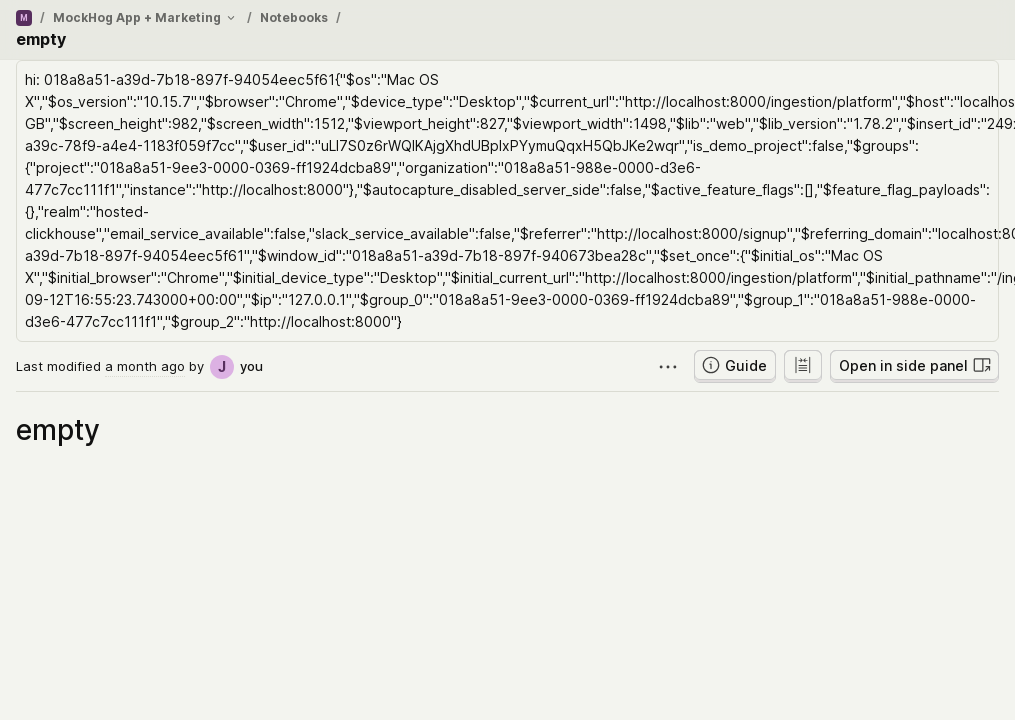 M / MockHog App + Marketing / Notebooks /
empty
hi: 018a8a51-a39d-7b18-897f-94054eec5f61{"$os":"Mac OS
X","$os_version":"10.15.7","$browser":"Chrome","$device_type":"Desktop","$current_url":"http://localhost:8000/ingestion/platform","$host":"localhos
GB","$screen_height":982,"$screen_width":1512,"$viewport_height":827,"$viewport_width":1498,"$lib":"web","$lib_version":"1.78.2","$insert_id":"249
a39c-78f9-a4e4-1183f059f7cc","$user_id":"uLI7S0z6rWQIKAjgXhdUBpIxPYymuQqxH5QbJKe2wqr","is_demo_project":false,"$groups":
{"project":"018a8a51-9ee3-0000-0369-ff1924dcba89","organization":"018a8a51-988e-0000-d3e6-
477c7cc111f1","instance":"http://localhost:8000"},"$autocapture_disabled_server_side":false,"$active_feature_flags":[],"$feature_flag_payloads":
{},"realm":"hosted-
clickhouse","email_service_available":false,"slack_service_available":false,"$referrer":"http://localhost:8000/signup","$referring_domain":"localhost:80
a39d-7b18-897f-94054eec5f61","$window_id":"018a8a51-a39d-7b18-897f-940673bea28c","$set_once":{"$initial_os":"Mac OS
X","$initial_browser":"Chrome","$initial_device_type":"Desktop","$initial_current_url":"http://localhost:8000/ingestion/platform","$initial_pathname":"/ing
09-12T16:55:23.743000+00:00","$ip":"127.0.0.1","$group_0":"018a8a51-9ee3-0000-0369-ff1924dcba89","$group_1":"018a8a51-988e-0000-
d3e6-477c7cc111f1","$group_2":"http://localhost:8000"}
Last modified a month ago by J you
Guide
Open in side panel
empty